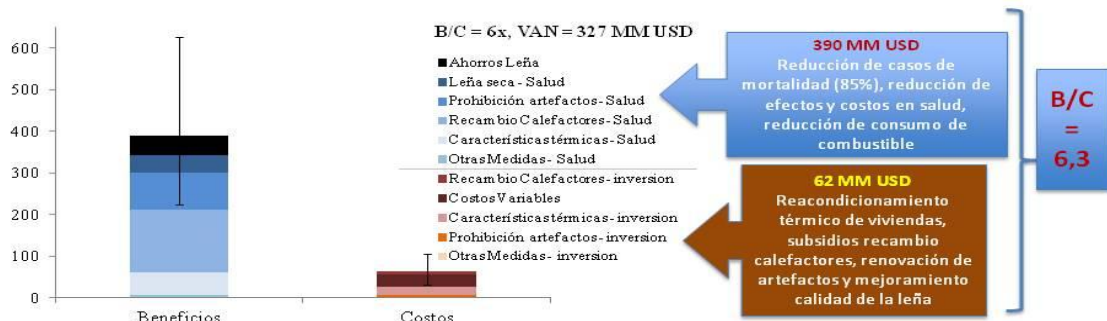 B/C = 6x, VAN = 327 MM USD
600
500
400
300
200
100
0
Beneficios
Costos
Ahorros Leña
Leña seca - Salud
Prohibición artefactos- Salud
Recambio Calefactores- Salud
Características térmicas- Salud
Otras Medidas - Salud
Recambio Calefactores- inversion
Costos Variables
Características térmicas- inversion
Prohibición artefactos- inversion
Otras Medidas - inversion
390 MM USD
Reducción de casos de
mortalidad (85%), reducción de
efectos y costos en salud,
reducción de consumo de
combustible
62 MM USD
Reacondicionamiento
térmico de viviendas,
subsidios recambio
calefactores, renovación de
artefactos y mejoramiento
calidad de la leña
B/C
=
6,3